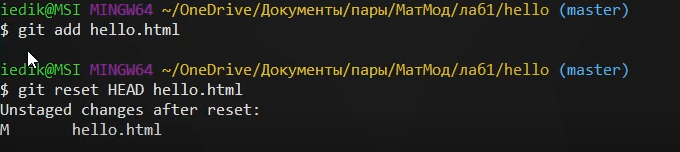 iedik@MSI MINGW64 ~/OneDrive/Документы/пары/МатМод/лаб1/hello (master)
$ git add hello.html
iedik@MSI MINGW64 ~/OneDrive/Документы/пары/МатМод/лаб1/hello (master)
$ git reset HEAD hello.html
Unstaged changes after reset:
M       hello.html